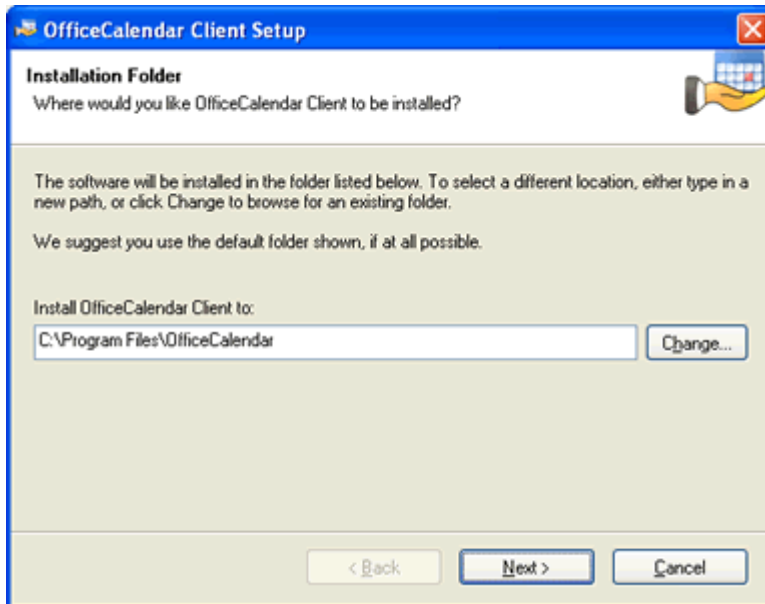 OfficeCalendar Client Setup
Installation Folder
Where would you like OfficeCalendar Client to be installed?
The software will be installed in the folder listed below. To select a different location, either type in a
new path, or click Change to browse for an existing folder.
We suggest you use the default folder shown, if at all possible.
Install OfficeCalendar Client to:
C:\Program Files\OfficeCalendar
Change...
< Back
Next >
Cancel